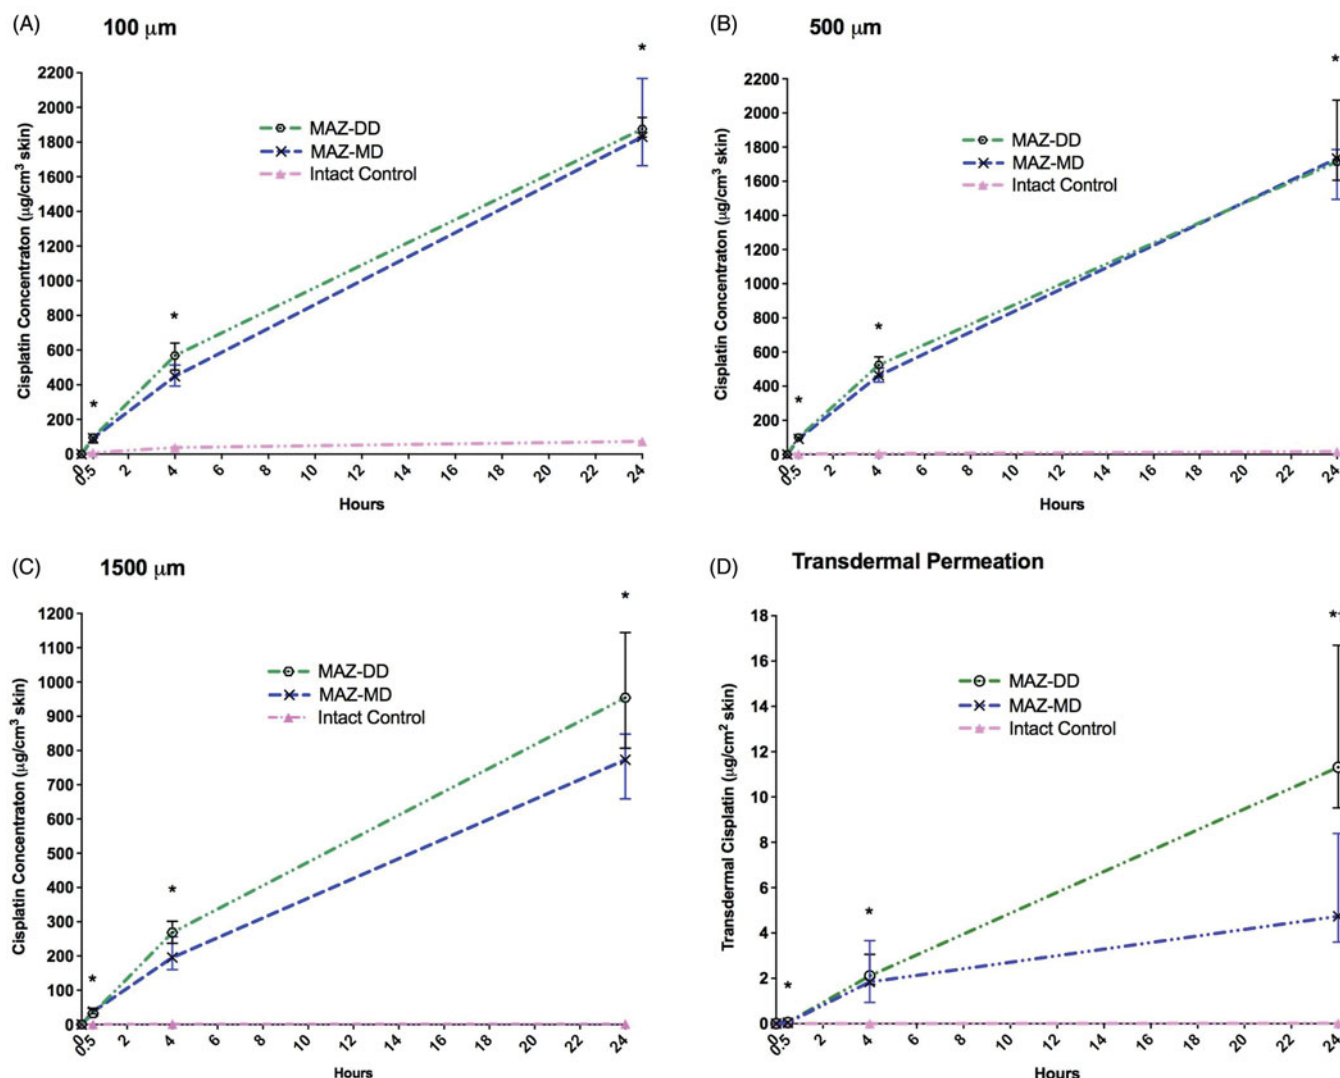 (A) 100 μm
*
2200
2000
1800
1600
1400
1200
1000
800
600
400
200
0
Cisplatin Concentraton (μg/cm³ skin)
MAZ-DD
MAZ-MD
Intact Control
*
*
0 0.5 2 4 6 8 10 12 14 16 18 20 22 24
Hours
(B) 500 μm
*
2200
2000
1800
1600
1400
1200
1000
800
600
400
200
0
Cisplatin Concentraton (μg/cm³ skin)
MAZ-DD
MAZ-MD
Intact Control
*
*
0 0.5 2 4 6 8 10 12 14 16 18 20 22 24
Hours
(C) 1500 μm
*
1200
1100
1000
900
800
700
600
500
400
300
200
100
0
Cisplatin Concentraton (μg/cm³ skin)
MAZ-DD
MAZ-MD
Intact Control
*
*
0 0.5 2 4 6 8 10 12 14 16 18 20 22 24
Hours
(D) Transdermal Permeation
**
18
16
14
12
10
8
6
4
2
0
Transdermal Cisplatin (μg/cm² skin)
MAZ-DD
MAZ-MD
Intact Control
*
*
0 0.5 2 4 6 8 10 12 14 16 18 20 22 24
Hours